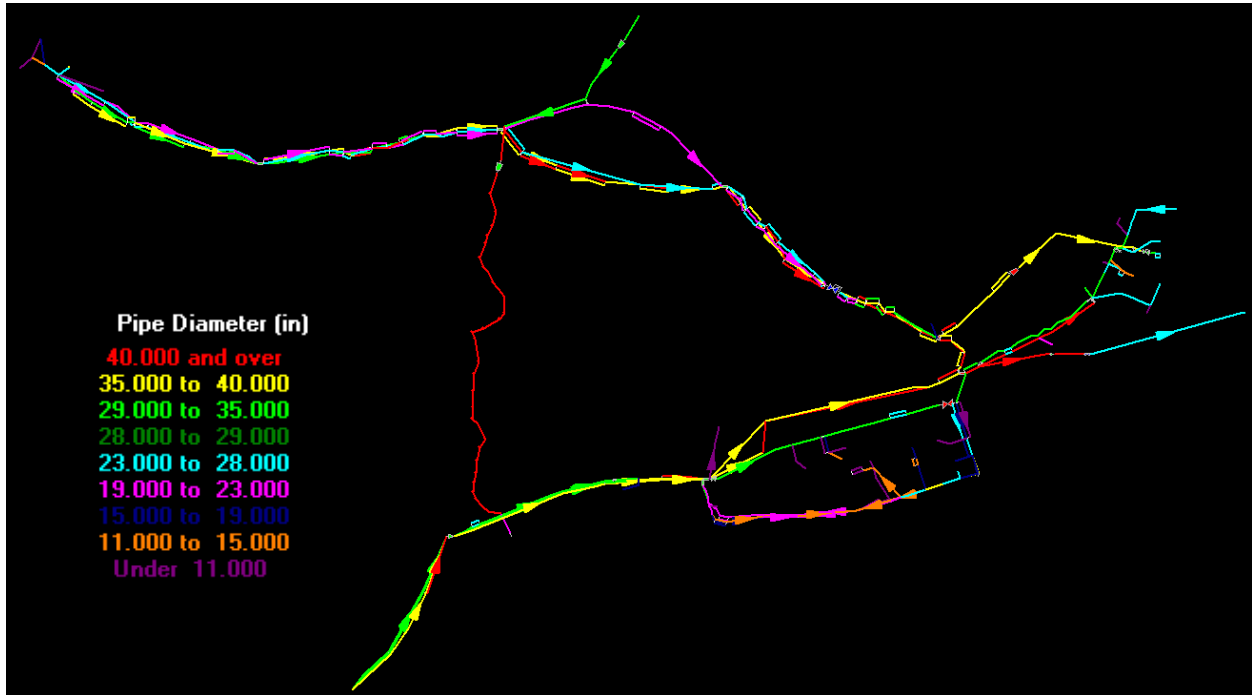 Pipe Diameter (in)
40.000 and over
35.000 to 40.000
29.000 to 35.000
28.000 to 29.000
23.000 to 28.000
19.000 to 23.000
15.000 to 19.000
11.000 to 15.000
Under 11.000